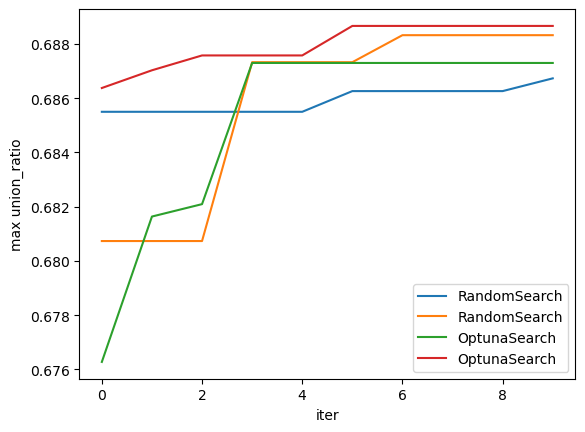 max union_ratio
0.688
0.686
0.684
0.682
0.680
0.678
0.676
0 2 4 6 8
iter
RandomSearch
RandomSearch
OptunaSearch
OptunaSearch